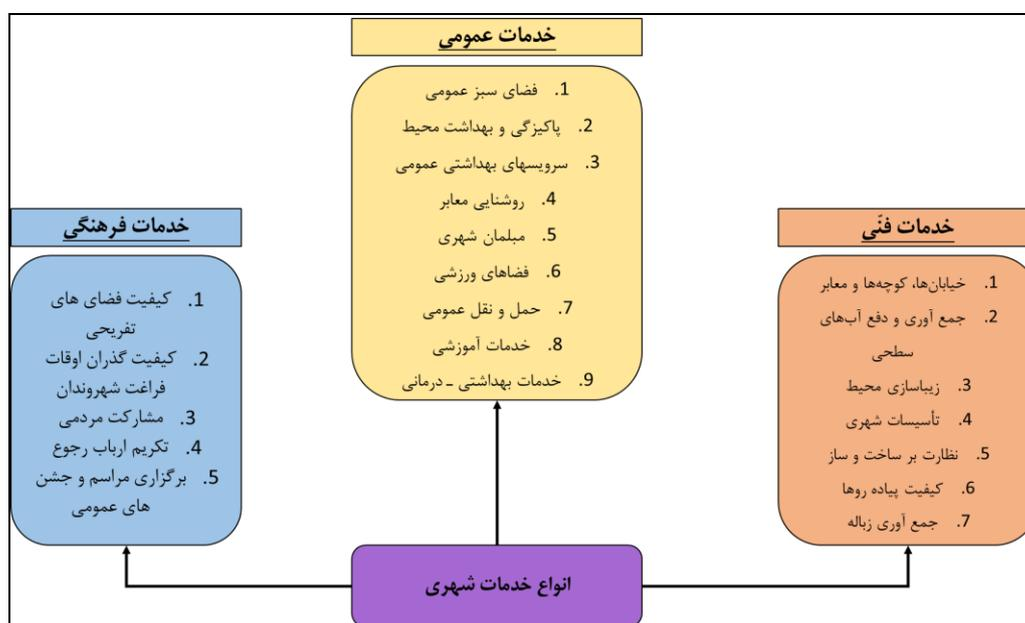 خدمات عمومی
1. فضای سبز عمومی
2. پاکیزگی و بهداشت محیط
3. سرویسهای بهداشتی عمومی
4. روشنایی معابر
5. مبلمان شهری
6. فضاهای ورزشی
7. حمل و نقل عمومی
8. خدمات آموزشی
9. خدمات بهداشتی ـ درمانی
خدمات فنّی
1. خیابان‌ها، کوچه‌ها و معابر
2. جمع آوری و دفع آب‌های
سطحی
3. زیباسازی محیط
4. تأسیسات شهری
5. نظارت بر ساخت و ساز
6. کیفیت پیاده روها
7. جمع آوری زباله
خدمات فرهنگی
1. کیفیت فضای های
تفریحی
2. کیفیت گذران اوقات
فراغت شهروندان
3. مشارکت مردمی
4. تکریم ارباب رجوع
5. برگزاری مراسم و جشن
های عمومی
انواع خدمات شهری